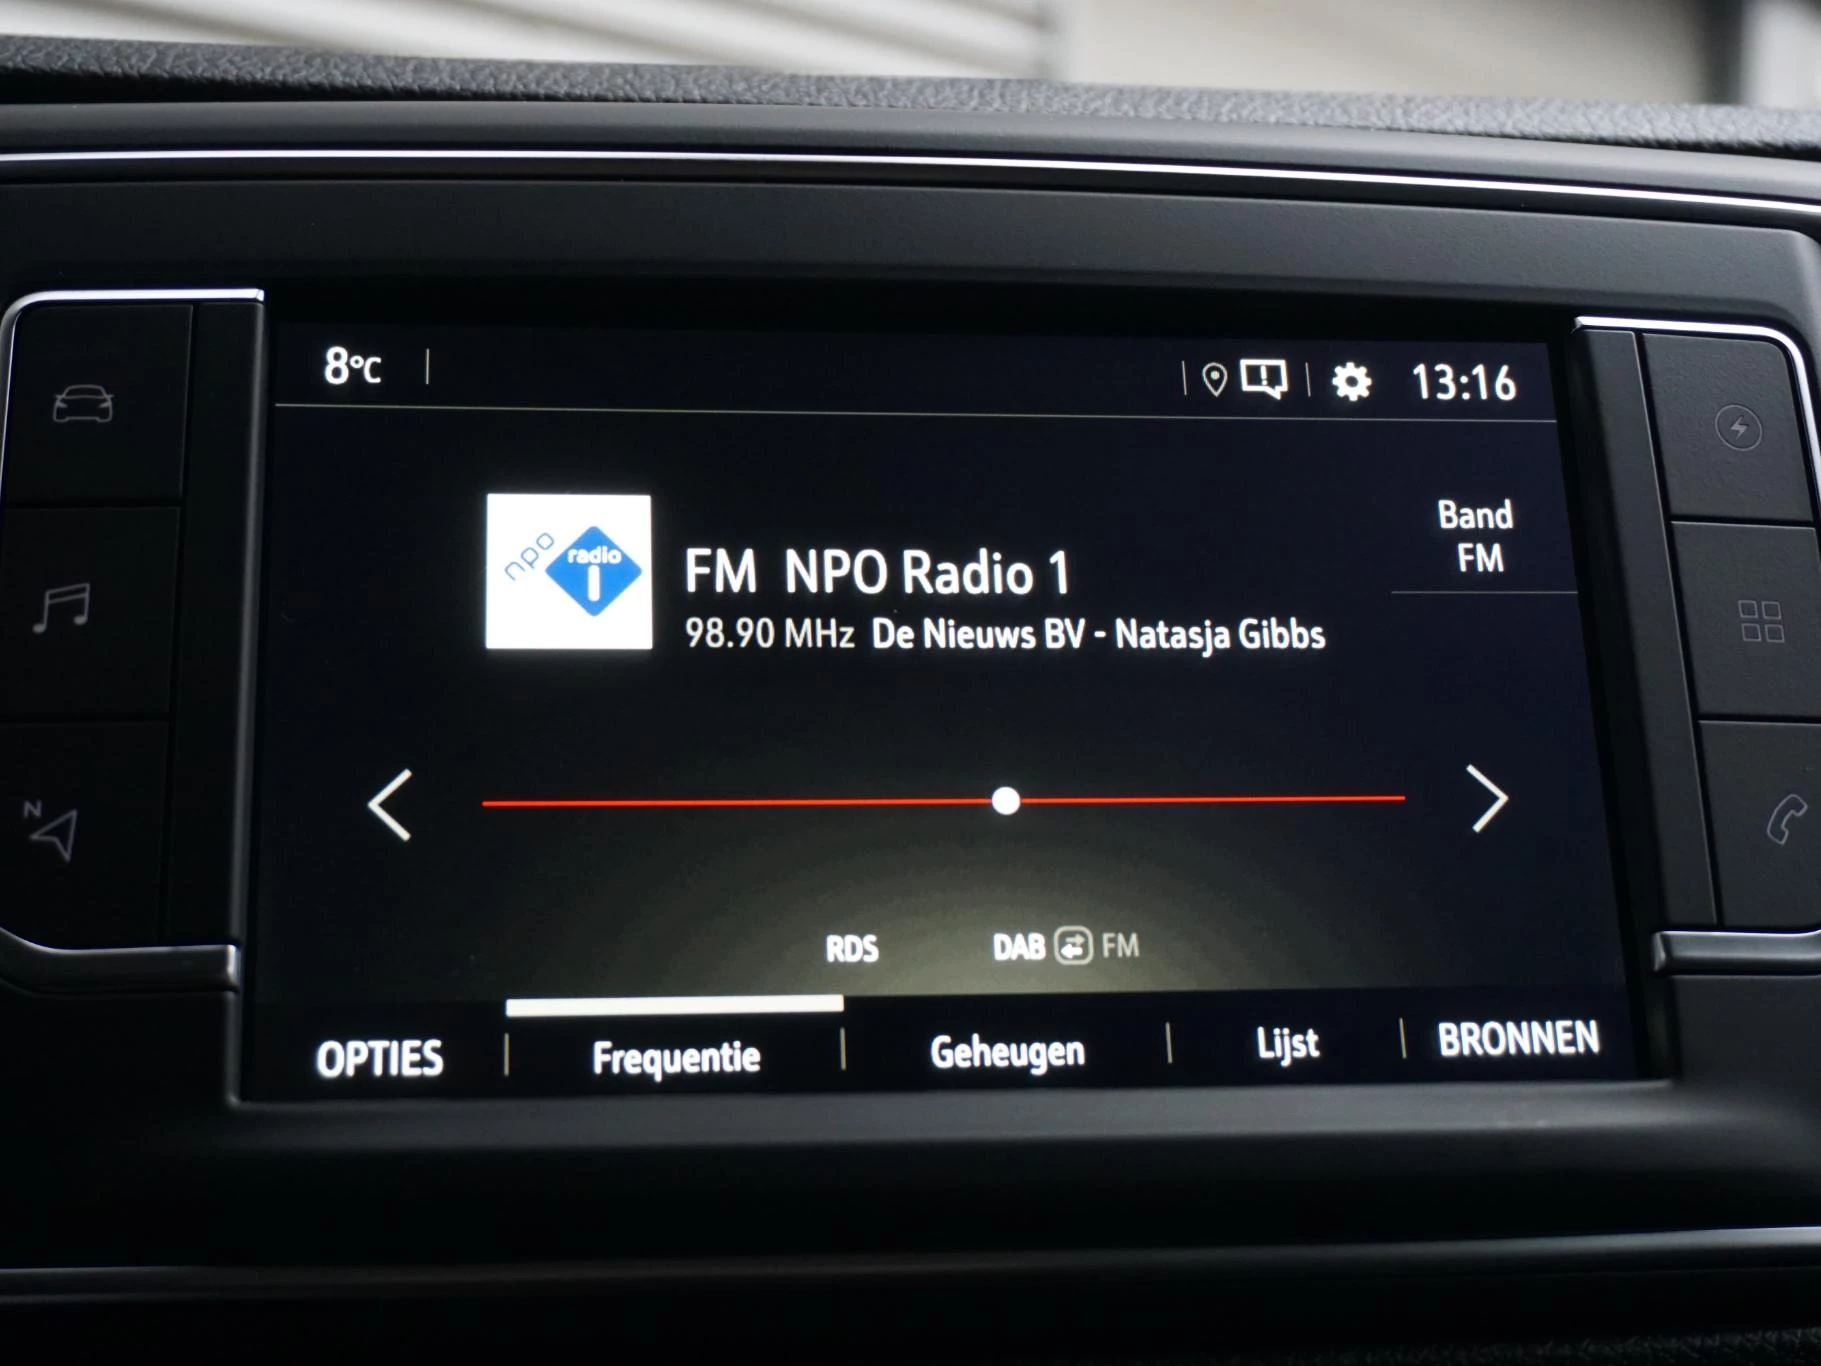 8°C
13:16
npo radio 1
FM NPO Radio 1
98.90 MHz De Nieuws BV - Natasja Gibbs
Band
FM
N
RDS DAB FM
OPTIES Frequentie Geheugen Lijst BRONNEN